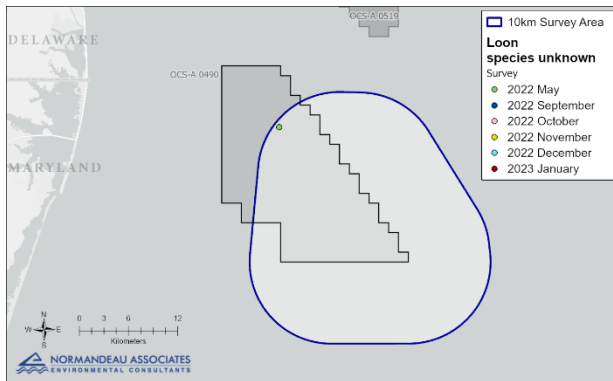 OCS-A 0519
10km Survey Area
Loon
species unknown
Survey
2022 May
2022 September
2022 October
2022 November
2022 December
2023 January
DELAWARE
OCS-A 0490
MARYLAND
N
W E
S
0 3 6 12
Kilometers
NORMANDEAU ASSOCIATES
ENVIRONMENTAL CONSULTANTS